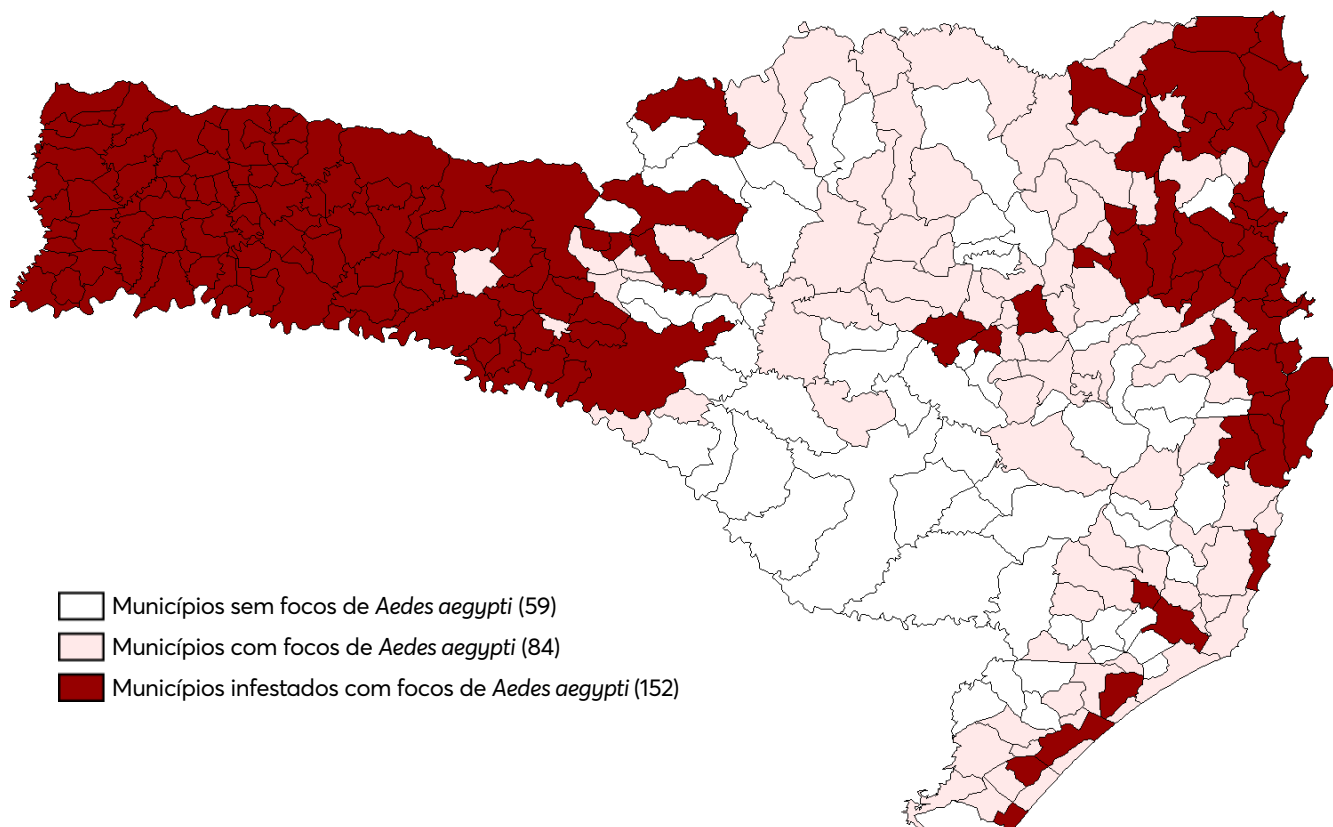 Municípios sem focos de Aedes aegypti (59)
Municípios com focos de Aedes aegypti (84)
Municípios infestados com focos de Aedes aegypti (152)